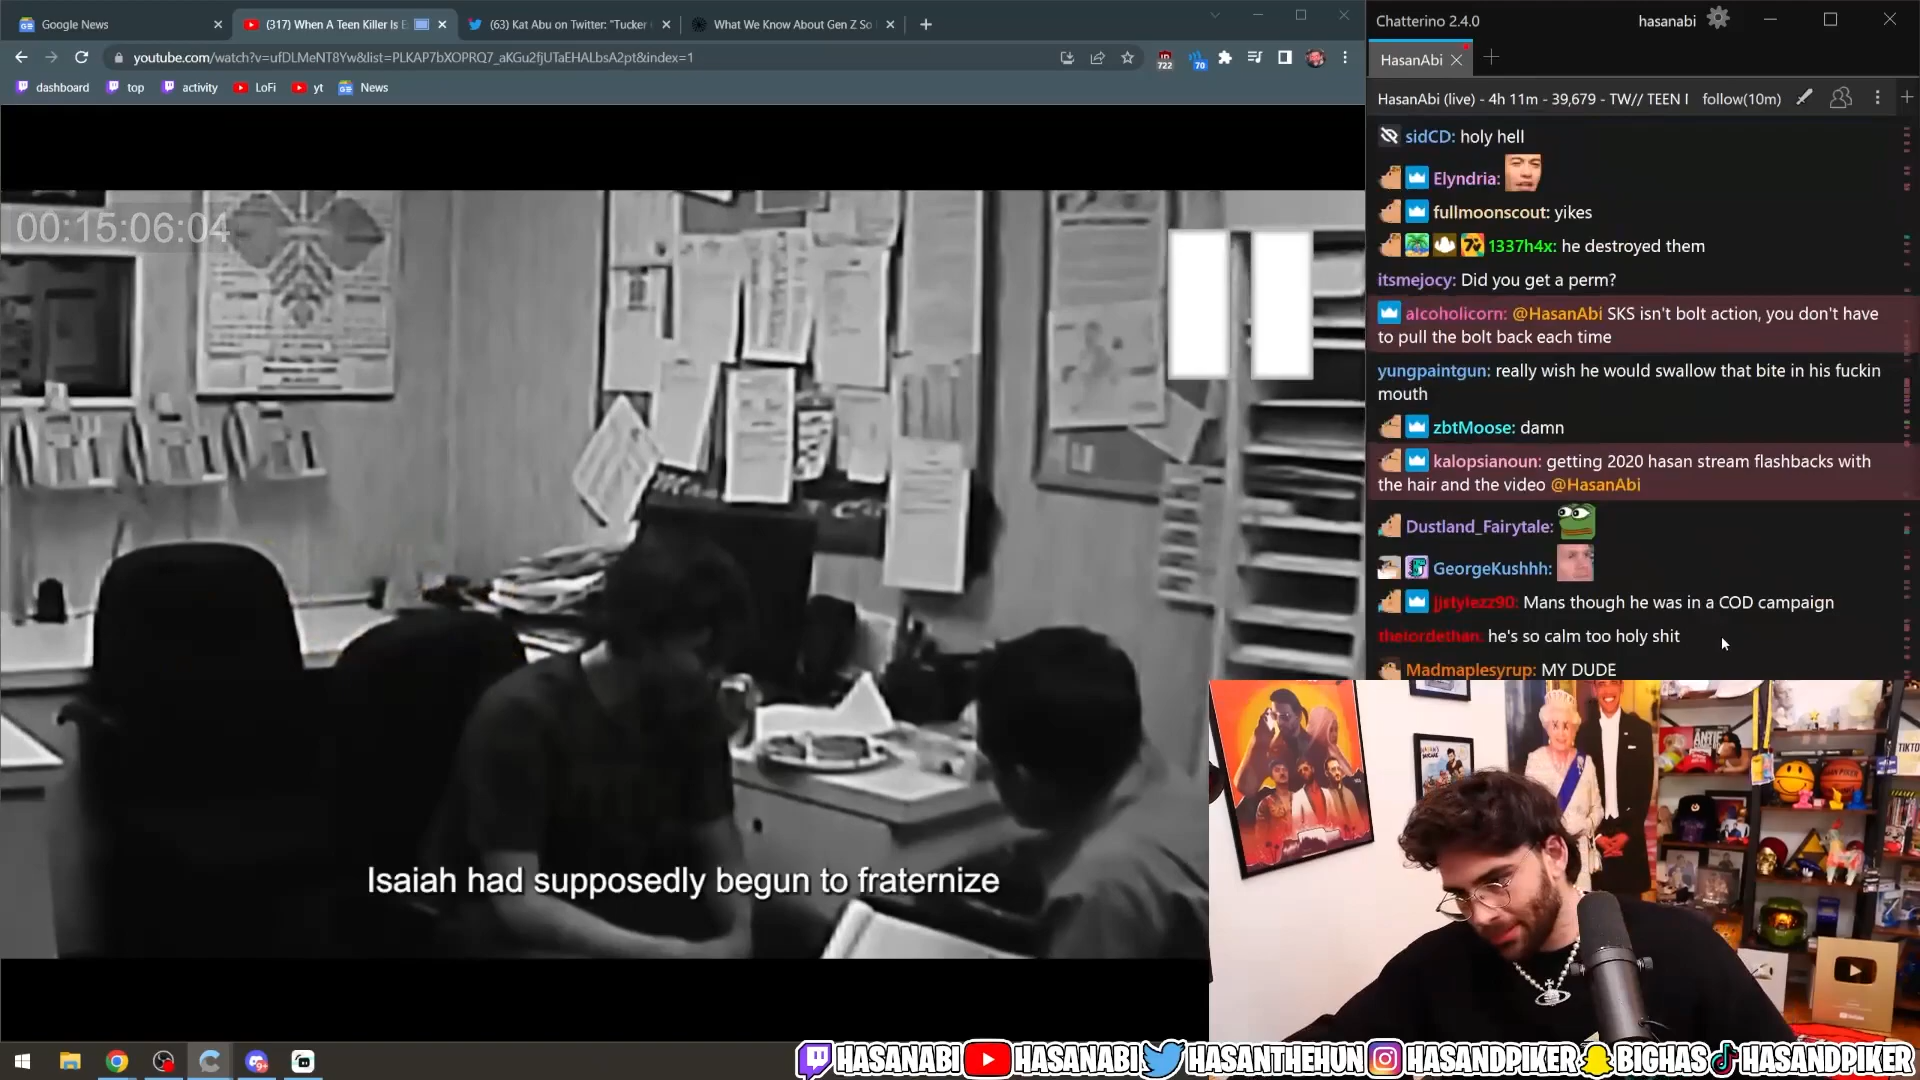 Google News
(317) When A Teen Killer Is E
(63) Kat Abu on Twitter: "Tucker
What We Know About Gen Z So
youtube.com/watch?v=ufDLMeNT8Yw&list=PLKAP7bXOPRQ7_aKGu2fjUTaEHALbsA2pt&index=1
722
70
dashboard
top
activity
LoFi
yt
News
00:15:06:04
Isaiah had supposedly begun to fraternize
Chatterino 2.4.0
hasanabi
HasanAbi
HasanAbi (live) - 4h 11m - 39,679 - TW// TEEN
follow(10m)
sidCD: holy hell
Elyndria:
fullmoonscout: yikes
1337h4x: he destroyed them
itsmejocy: Did you get a perm?
alcoholicorn: @HasanAbi SKS isn't bolt action, you don't have
to pull the bolt back each time
yungpaintgun: really wish he would swallow that bite in his fuckin
mouth
zbtMoose: damn
kalopsianoun: getting 2020 hasan stream flashbacks with
the hair and the video @HasanAbi
Dustland_Fairytale:
GeorgeKushhh:
jjstylezz90: Mans though he was in a COD campaign
thelordethan: he's so calm too holy shit
Madmaplesyrup: MY DUDE
ANTIF
TIKTO
HASANABI
HASANABI
HASANTHEHUN
HASANDPIKER
BIGHAS
HASANDPIKER